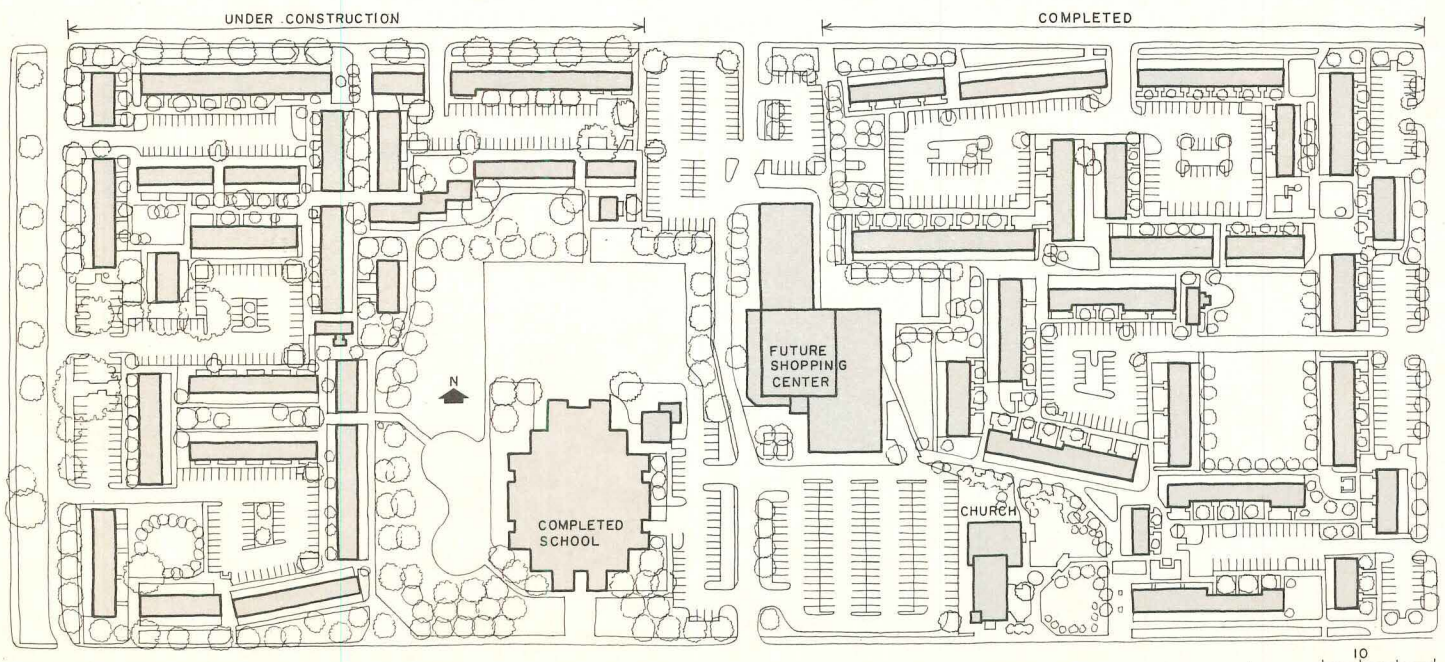 UNDER CONSTRUCTION
COMPLETED
N
FUTURE
SHOPPING
CENTER
COMPLETED
SCHOOL
CHURCH
10